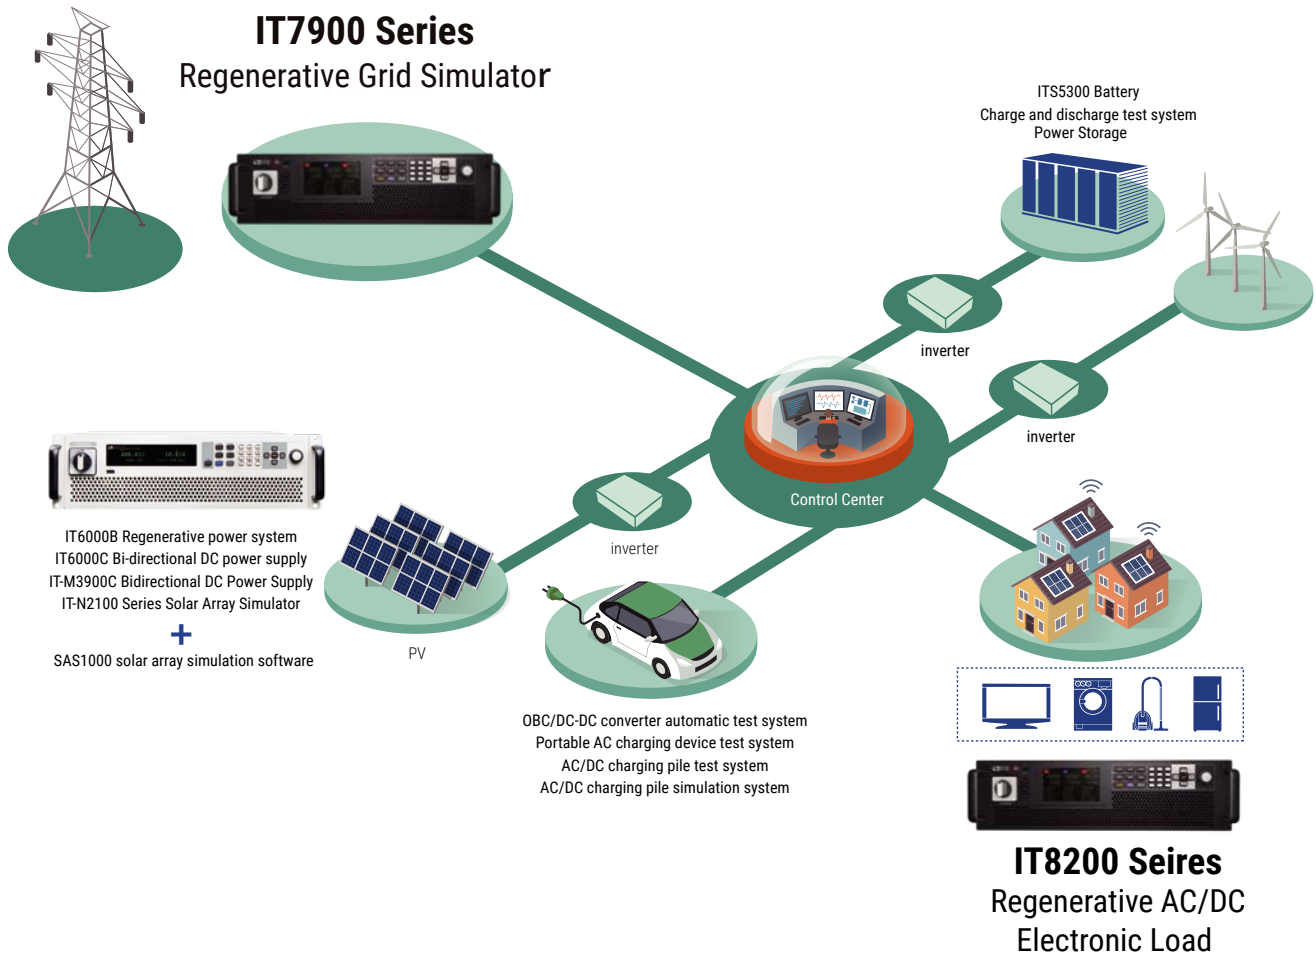 IT7900 Series
Regenerative Grid Simulator
ITS5300 Battery
Charge and discharge test system
Power Storage
inverter
inverter
Control Center
inverter
IT6000B Regenerative power system
IT6000C Bi-directional DC power supply
IT-M3900C Bidirectional DC Power Supply
IT-N2100 Series Solar Array Simulator
+
SAS1000 solar array simulation software
PV
OBC/DC-DC converter automatic test system
Portable AC charging device test system
AC/DC charging pile test system
AC/DC charging pile simulation system
IT8200 Seires
Regenerative AC/DC
Electronic Load